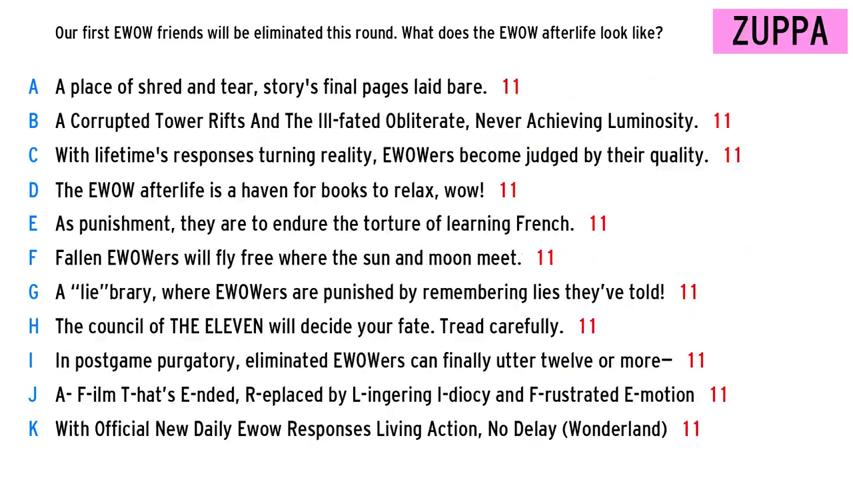 Our first EWOW friends will be eliminated this round. What does the EWOW afterlife look like?
ZUPPA
A A place of shred and tear, story's final pages laid bare. 11
B A Corrupted Tower Rifts And The Ill-fated Obliterate, Never Achieving Luminosity. 11
C With lifetime's responses turning reality, EWOWers become judged by their quality. 11
D The EWOW afterlife is a haven for books to relax, wow! 11
E As punishment, they are to endure the torture of learning French. 11
F Fallen EWOWers will fly free where the sun and moon meet. 11
G A “lie”brary, where EWOWers are punished by remembering lies they’ve told! 11
H The council of THE ELEVEN will decide your fate. Tread carefully. 11
I In postgame purgatory, eliminated EWOWers can finally utter twelve or more— 11
J A- F-ilm T-hat’s E-nded, R-eplaced by L-ingering I-diocy and F-rustrated E-motion 11
K With Official New Daily Ewow Responses Living Action, No Delay (Wonderland) 11